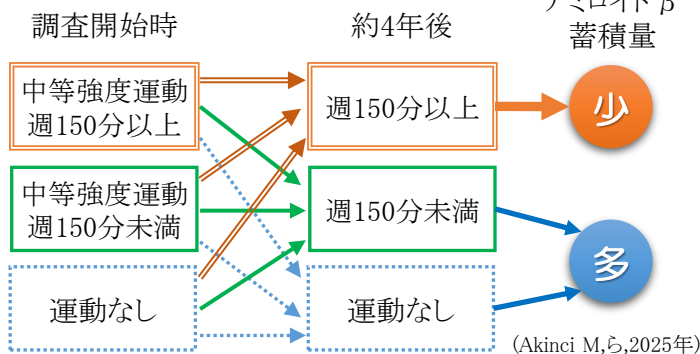 調査開始時
約4年後
アミロイドβ
蓄積量
中等強度運動
週150分以上
週150分以上
少
中等強度運動
週150分未満
週150分未満
多
運動なし
運動なし
(Akinci M,ら,2025年)